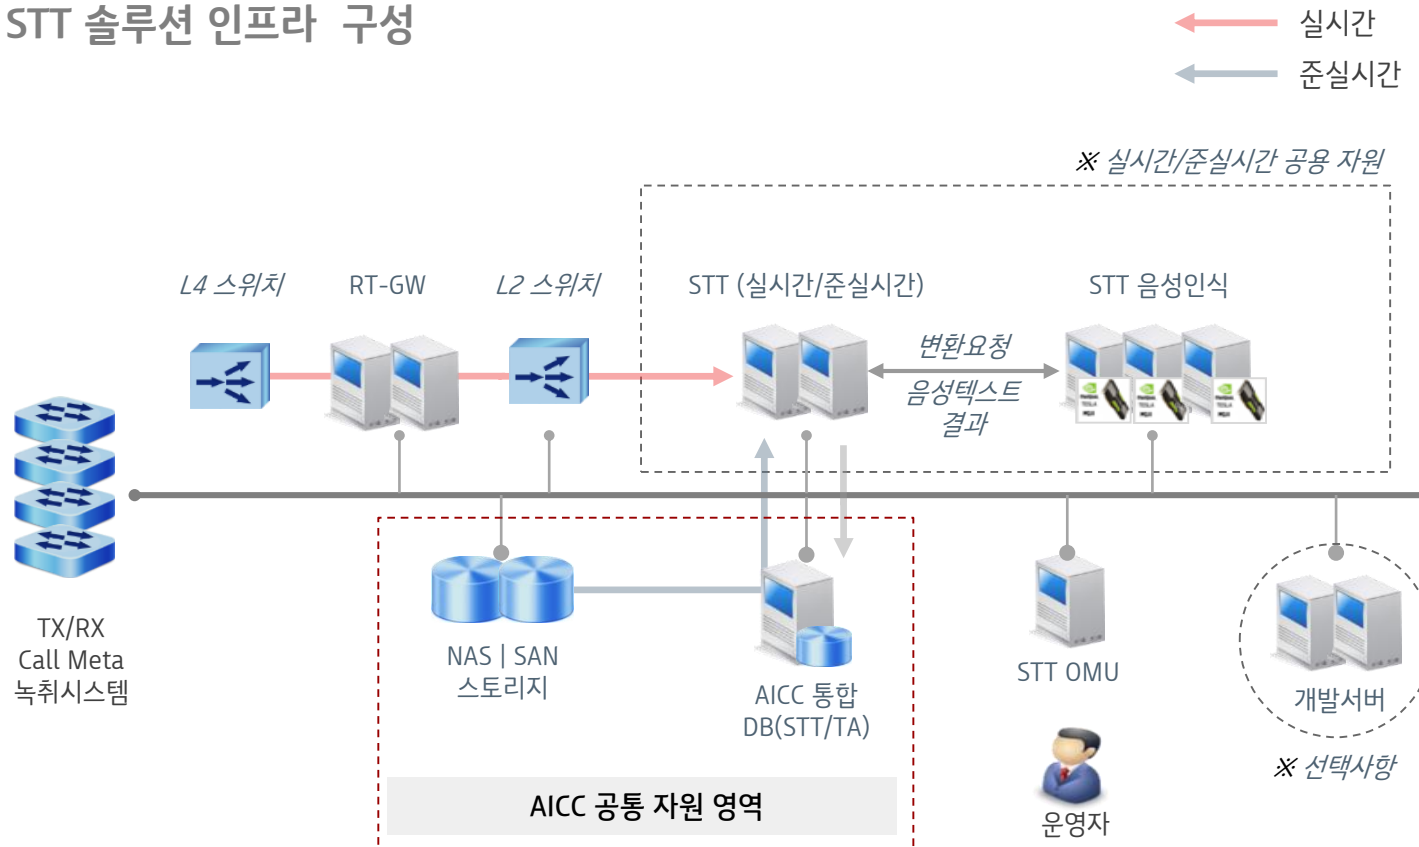 STT 솔루션 인프라 구성
실시간
준실시간
※ 실시간/준실시간 공용 자원
L4 스위치
RT-GW
L2 스위치
STT (실시간/준실시간)
STT 음성인식
변환요청
음성텍스트
결과
TX/RX
Call Meta
녹취시스템
NAS | SAN
스토리지
AICC 통합
DB(STT/TA)
STT OMU
개발서버
※ 선택사항
AICC 공통 자원 영역
운영자